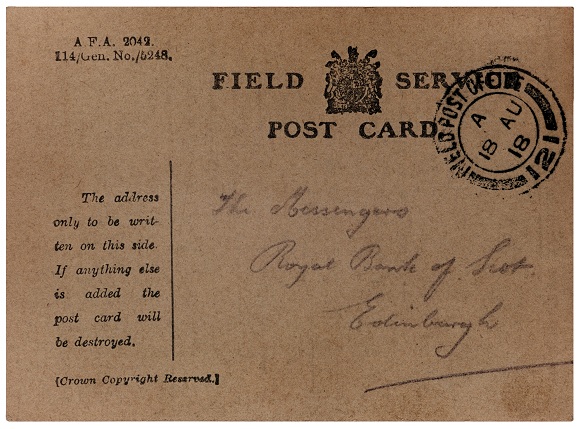 A.F.A. 2042.
114/Gen. No./5248.
FIELD SERVICE
POST CARD
FIELD POST OFFICE
A
18 AU
18
121
The address
only to be writ-
ten on this side.
If anything else
is added the
post card will
be destroyed.
[Crown Copyright Reserved.]
The Messengers
Royal Bank of Scot.
Edinburgh